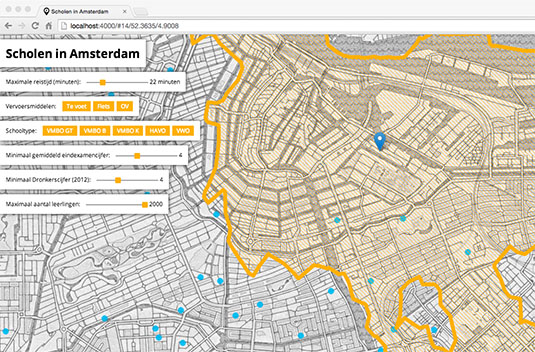 Scholen in Amsterdam
localhost:4000/#14/52.3635/4.9008
Scholen in Amsterdam
Maximale reistijd (minuten): 22 minuten
Vervoersmiddelen: Te voet Fiets OV
Schooltype: VMBO GT VMBO B VMBO K HAVO VWO
Minimaal gemiddeld eindexamencijfer: 4
Minimaal Dronkerscijfer (2012): 4
Maximaal aantal leerlingen: 2000